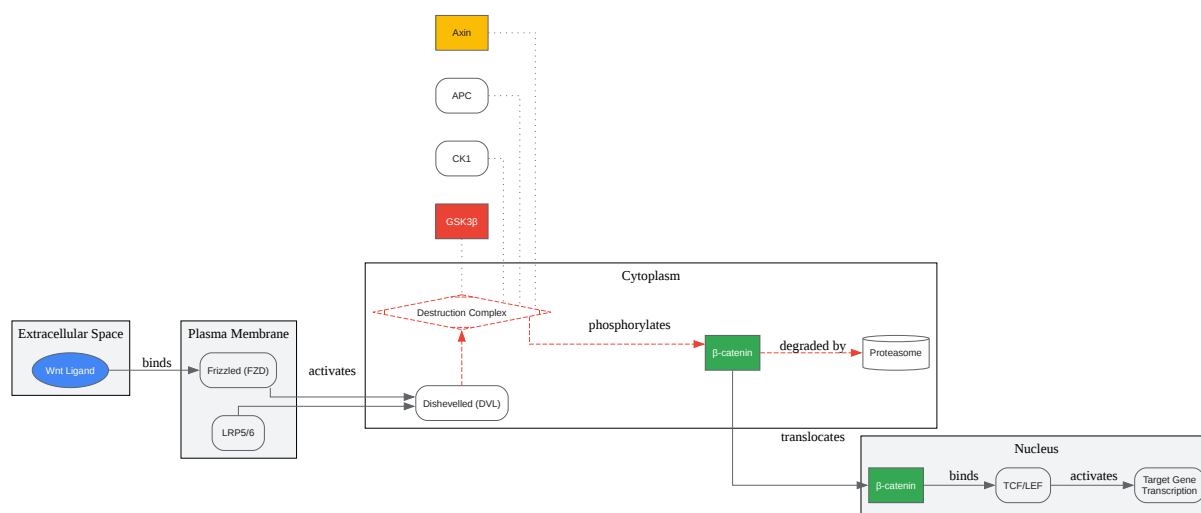 Axin
APC
CK1
GSK3β
Cytoplasm
Destruction Complex
phosphorylates
Extracellular Space
Plasma Membrane
β-catenin
degraded by
Proteasome
Wnt Ligand
binds
Frizzled (FZD)
activates
Dishevelled (DVL)
LRP5/6
translocates
Nucleus
β-catenin
binds
TCF/LEF
activates
Target Gene
Transcription